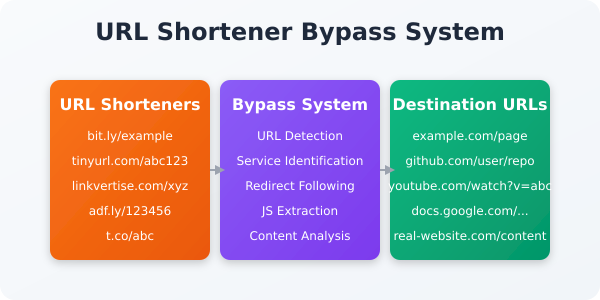 URL Shortener Bypass System
URL Shorteners
bit.ly/example
tinyurl.com/abc123
linkvertise.com/xyz
adf.ly/123456
t.co/abc
Bypass System
URL Detection
Service Identification
Redirect Following
JS Extraction
Content Analysis
Destination URLs
example.com/page
github.com/user/repo
youtube.com/watch?v=abc
docs.google.com/...
real-website.com/content